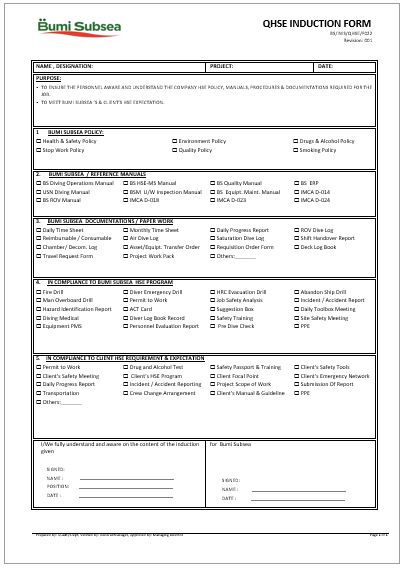 Bumi Subsea
QHSE INDUCTION FORM
Revision: 001
NAME , DESIGNATION: PROJECT: DATE:
PURPOSE:
• TO ENSURE THE PERSONNEL AWARE AND UNDERSTAND THE COMPANY HSE POLICY, MANUALS, PROCEDURES & DOCUMENTATIONS REQUIRED FOR THE
JOB.
• TO MEET BUMI SUBSEA 'S & CLIENT'S HSE EXPECTATION.
1 BUMI SUBSEA POLICY:
Health & Safety Policy Environment Policy Drugs & Alcohol Policy
Stop Work Policy Quality Policy Smoking Policy
2. BUMI SUBSEA / REFERENCE MANUALS
BS Diving Operations Manual BS HSE-MS Manual BS Quality Manual BS ERP
USN Diving Manual BSM U/W Inspection Manual BS Equipt. Maint. Manual IMCA D-014
BS ROV Manual IMCA D-018 IMCA D-023 IMCA D-024
3. BUMI SUBSEA DOCUMENTATIONS / PAPER WORK
Daily Time Sheet Monthly Time Sheet Daily Progress Report ROV Dive Log
Reimbursable / Consumable Air Dive Log Saturation Dive Log Shift Handover Report
Chamber/ Decom. Log Asset/Equipt. Transfer Order Requisition Order Form Deck Log Book
Travel Request Form Project Work Pack Others:______
4. IN COMPLIANCE TO BUMI SUBSEA HSE PROGRAM
Fire Drill Diver Emergency Drill HRC Evacuation Drill Abandon Ship Drill
Man Overboard Drill Permit to Work Job Safety Analysis Incident / Accident Report
Hazard Identification Report ACT Card Suggestion Box Daily Toolbox Meeting
Diving Medical Diver Log Book Record Safety Training Site Safety Meeting
Equipment PMS Personnel Evaluation Report Pre Dive Check PPE
5. IN COMPLIANCE TO CLIENT HSE REQUIREMENT & EXPECTATION
Permit to Work Drug and Alcohol Test Safety Passport & Training Client's Safety Tools
Client's Safety Meeting Client's HSE Program Client Focal Point Client's Emergency Network
Daily Progress Report Incident / Accident Reporting Project Scope of Work Submission Of Report
Transportation Crew Change Arrangement Client's Manual & Guideline PPE
Others:______
I/We fully understand and aware on the content of the induction
given
for Bumi Subsea
SIGNED:
NAME :
POSITION:
DATE :
SIGNED:
NAME :
DATE :